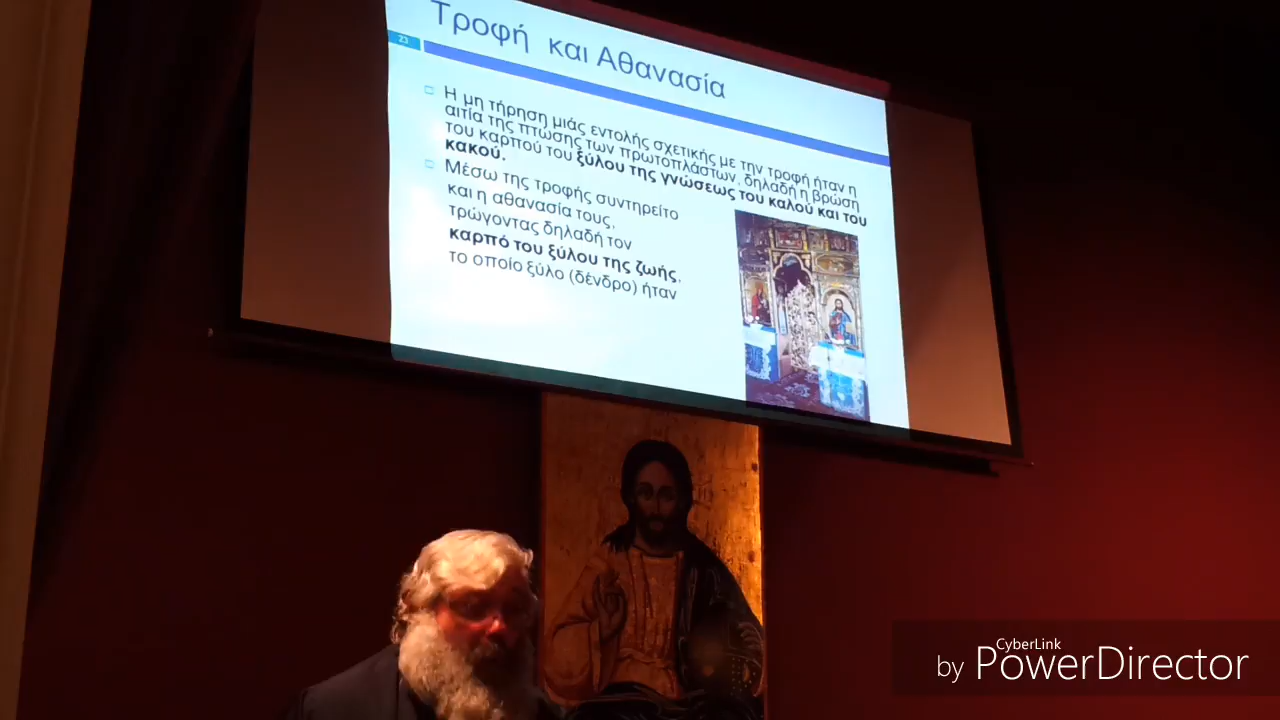 Τροφή και Αθανασία
23
Η μη τήρηση μιάς εντολής σχετικής με την τροφή ήταν η
αιτία της πτώσης των πρωτοπλάστων, δηλαδή η βρώση
του καρπού του ξύλου της γνώσεως του καλού και του
κακού.
Μέσω της τροφής συντηρείτο
και η αθανασία τους,
τρώγοντας δηλαδή τον
καρπό του ξύλου της ζωής,
το οποίο ξύλο (δένδρο) ήταν
CyberLink
by PowerDirector